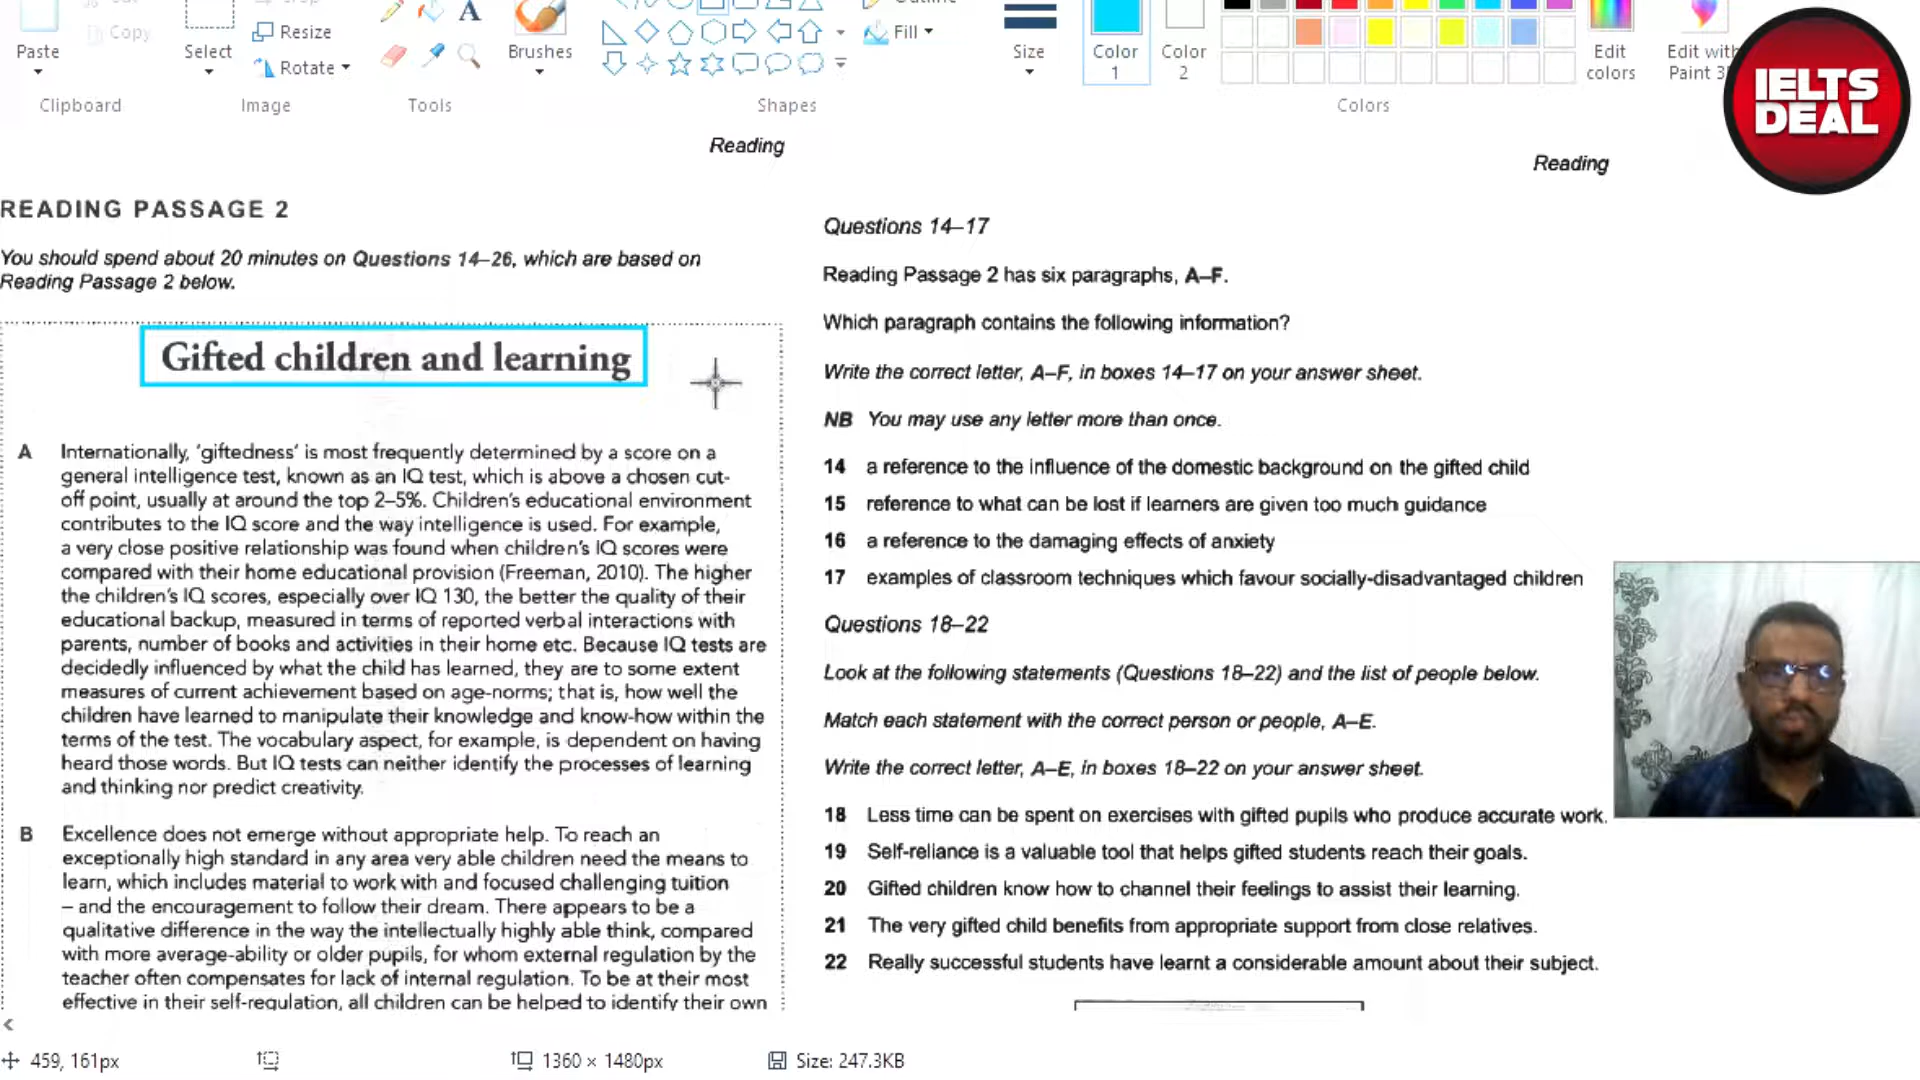 Paste
Copy
Select
Resize
Rotate
Brushes
Fill
Size
Color
1
Color
2
Edit
colors
Edit with
Paint 3
Clipboard
Image
Tools
Shapes
Colors
IELTS
DEAL
Reading
READING PASSAGE 2
You should spend about 20 minutes on Questions 14–26, which are based on
Reading Passage 2 below.
Gifted children and learning
A Internationally, ‘giftedness’ is most frequently determined by a score on a
general intelligence test, known as an IQ test, which is above a chosen cut-
off point, usually at around the top 2–5%. Children’s educational environment
contributes to the IQ score and the way intelligence is used. For example,
a very close positive relationship was found when children’s IQ scores were
compared with their home educational provision (Freeman, 2010). The higher
the children’s IQ scores, especially over IQ 130, the better the quality of their
educational backup, measured in terms of reported verbal interactions with
parents, number of books and activities in their home etc. Because IQ tests are
decidedly influenced by what the child has learned, they are to some extent
measures of current achievement based on age-norms; that is, how well the
children have learned to manipulate their knowledge and know-how within the
terms of the test. The vocabulary aspect, for example, is dependent on having
heard those words. But IQ tests can neither identify the processes of learning
and thinking nor predict creativity.
B Excellence does not emerge without appropriate help. To reach an
exceptionally high standard in any area very able children need the means to
learn, which includes material to work with and focused challenging tuition
– and the encouragement to follow their dream. There appears to be a
qualitative difference in the way the intellectually highly able think, compared
with more average-ability or older pupils, for whom external regulation by the
teacher often compensates for lack of internal regulation. To be at their most
effective in their self-regulation, all children can be helped to identify their own
Reading
Questions 14–17
Reading Passage 2 has six paragraphs, A–F.
Which paragraph contains the following information?
Write the correct letter, A–F, in boxes 14–17 on your answer sheet.
NB You may use any letter more than once.
14 a reference to the influence of the domestic background on the gifted child
15 reference to what can be lost if learners are given too much guidance
16 a reference to the damaging effects of anxiety
17 examples of classroom techniques which favour socially-disadvantaged children
Questions 18–22
Look at the following statements (Questions 18–22) and the list of people below.
Match each statement with the correct person or people, A–E.
Write the correct letter, A–E, in boxes 18–22 on your answer sheet.
18 Less time can be spent on exercises with gifted pupils who produce accurate work.
19 Self-reliance is a valuable tool that helps gifted students reach their goals.
20 Gifted children know how to channel their feelings to assist their learning.
21 The very gifted child benefits from appropriate support from close relatives.
22 Really successful students have learnt a considerable amount about their subject.
459, 161px
1360 × 1480px
Size: 247.3KB